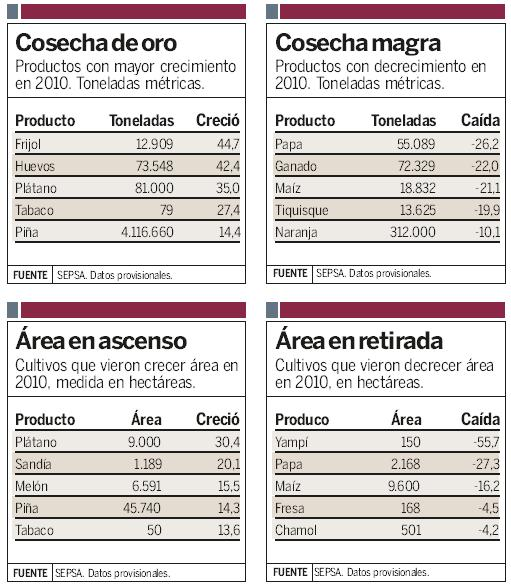 Cosecha de oro
Productos con mayor crecimiento
en 2010. Toneladas métricas.
Producto Toneladas Creció
Frijol 12.909 44,7
Huevos 73.548 42,4
Plátano 81.000 35,0
Tabaco 79 27,4
Piña 4.116.660 14,4
FUENTE SEPSA. Datos provisionales.
Cosecha magra
Productos con decrecimiento en
2010. Toneladas métricas.
Producto Toneladas Caída
Papa 55.089 -26,2
Ganado 72.329 -22,0
Maíz 18.832 -21,1
Tiquisque 13.625 -19,9
Naranja 312.000 -10,1
FUENTE SEPSA. Datos provisionales.
Área en ascenso
Cultivos que vieron crecer área en
2010, medida en hectáreas.
Producto Área Creció
Plátano 9.000 30,4
Sandía 1.189 20,1
Melón 6.591 15,5
Piña 45.740 14,3
Tabaco 50 13,6
FUENTE SEPSA. Datos provisionales.
Área en retirada
Cultivos que vieron decrecer área
en 2010, en hectáreas.
Produco Área Caída
Yampí 150 -55,7
Papa 2.168 -27,3
Maíz 9.600 -16,2
Fresa 168 -4,5
Chamol 501 -4,2
FUENTE SEPSA. Datos provisionales.